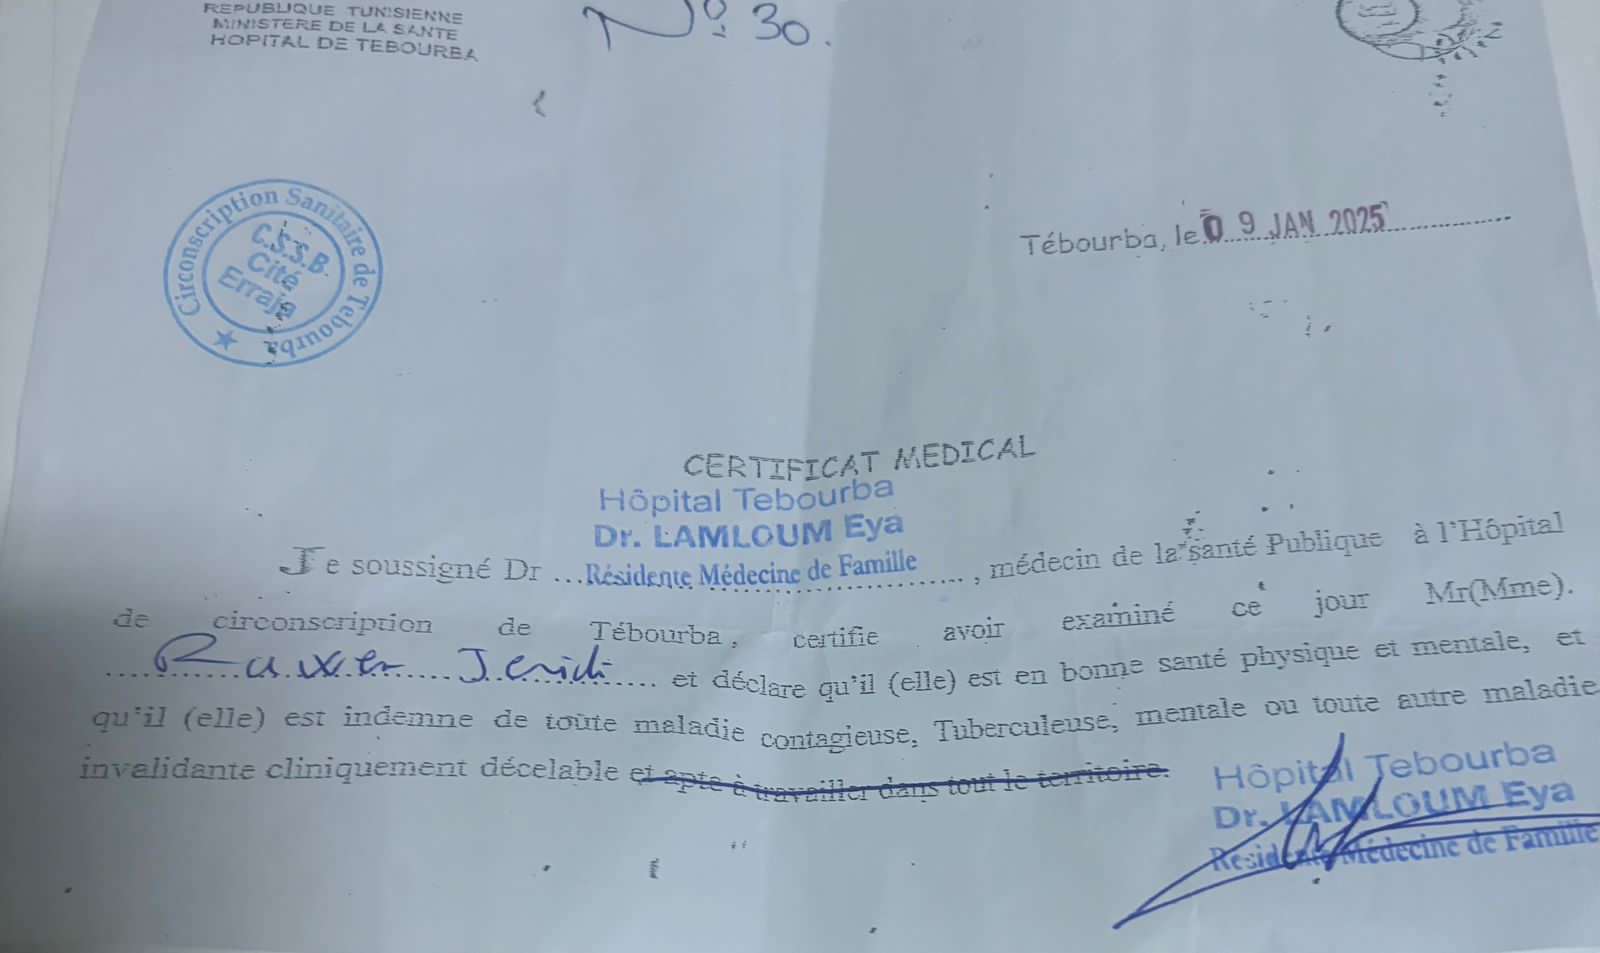 REPUBLIQUE TUNISIENNE
MINISTERE DE LA SANTE
HOPITAL DE TEBOURBA
N° 30.
Circonscription Sanitaire de Tebourba
C.S.S.B.
Cité
Erraja
Tébourba, le 09 JAN 2025
CERTIFICAT MEDICAL
Hôpital Tebourba
Dr. LAMLOUM Eya
Résidente Médecine de Famille
Je soussigné Dr ..., médecin de la santé Publique à l'Hôpital
de circonscription de Tébourba, certifie avoir examiné ce jour Mr(Mme).
Jeridi et déclare qu'il (elle) est en bonne santé physique et mentale, et
qu'il (elle) est indemne de toute maladie contagieuse, Tuberculeuse, mentale ou toute autre maladie
invalidante cliniquement décelable et apte à travailler dans tout le territoire.
Hôpital Tebourba
Dr. LAMLOUM Eya
Residente Médecine de Famille